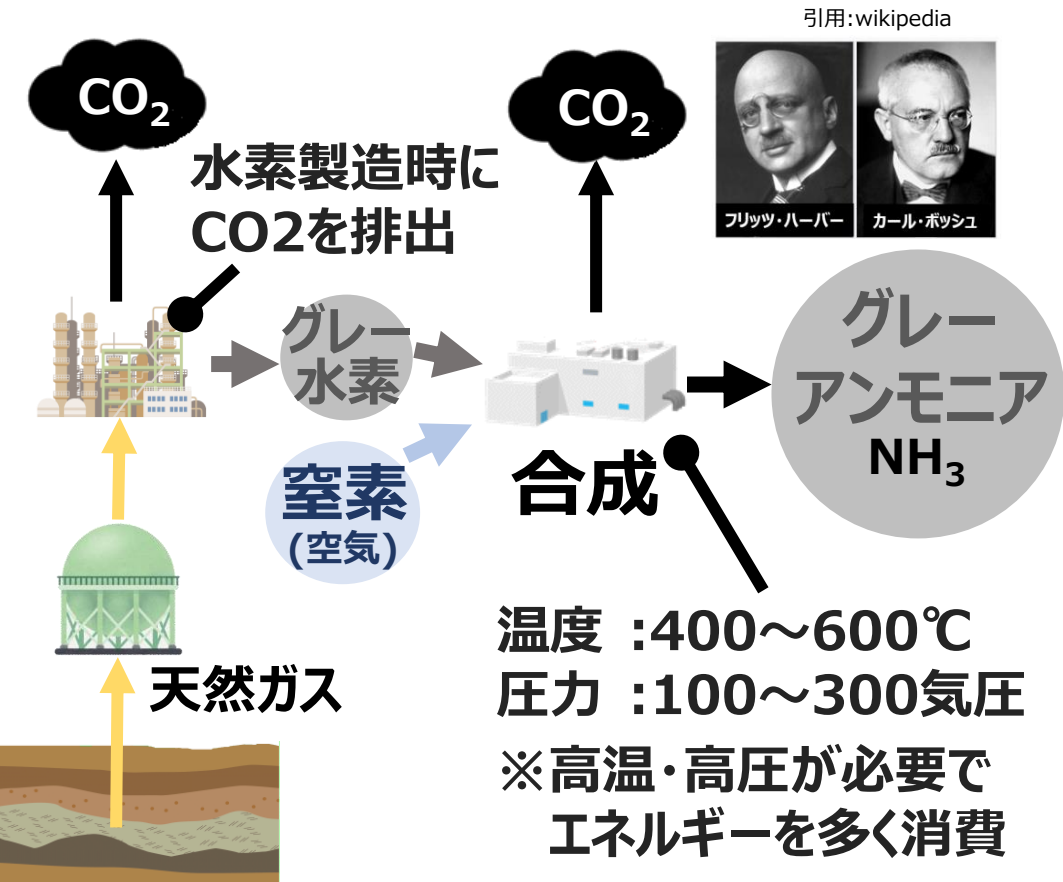 引用:wikipedia
CO2
CO2
水素製造時に
CO2を排出
フリッツ・ハーバー
カール・ボッシュ
グレー
水素
グレー
アンモニア
NH3
窒素
(空気)
合成
天然ガス
温度 :400～600℃
圧力 :100～300気圧
※高温・高圧が必要で
エネルギーを多く消費